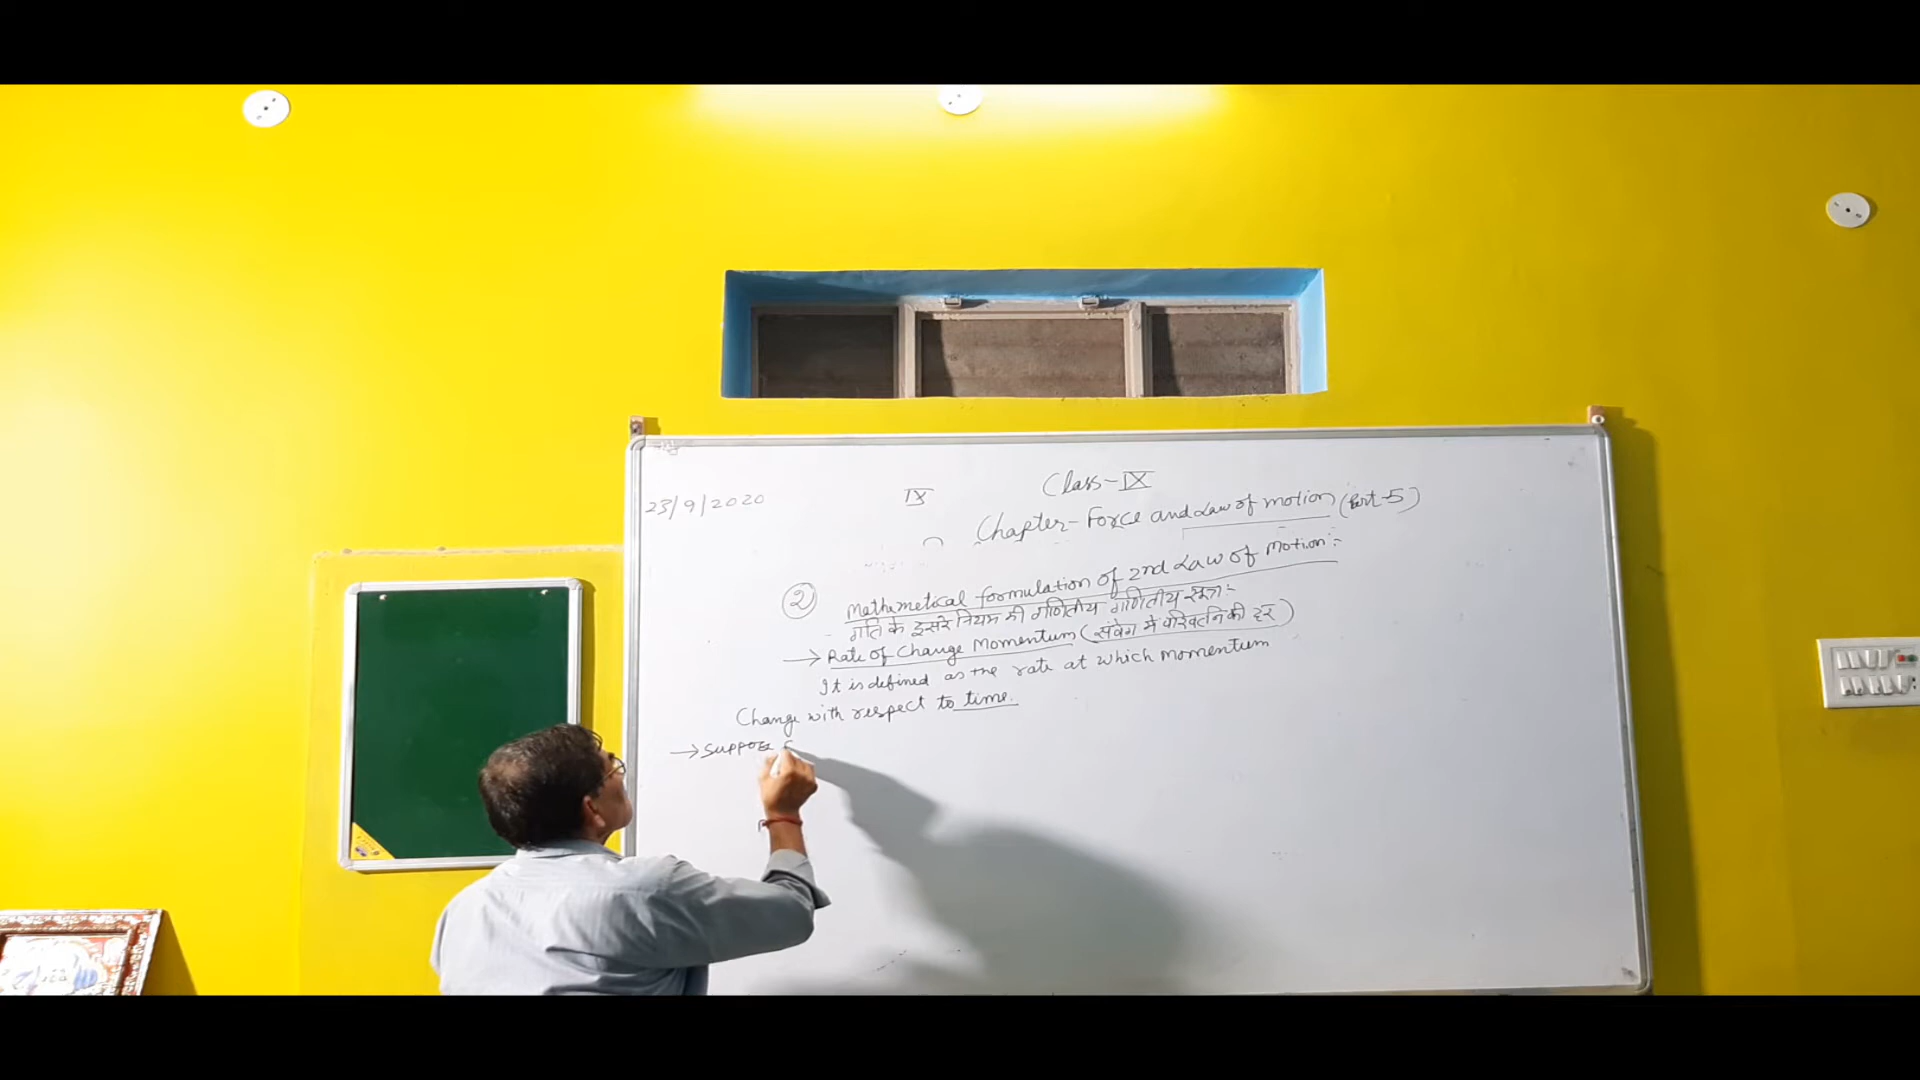 23/9/2020
IX
Class-IX
Chapter-Force and Law of motion (Part-5)
2 Mathemetical formulation of 2nd Law of Motion:-
गति के दुसरे नियम की गणितीय गणितीय सूत्र:-
→ Rate of Change Momentum (संवेग में परिवर्तन की दर)
It is defined as the rate at which Momentum
Change with respect to time.
→ Suppose